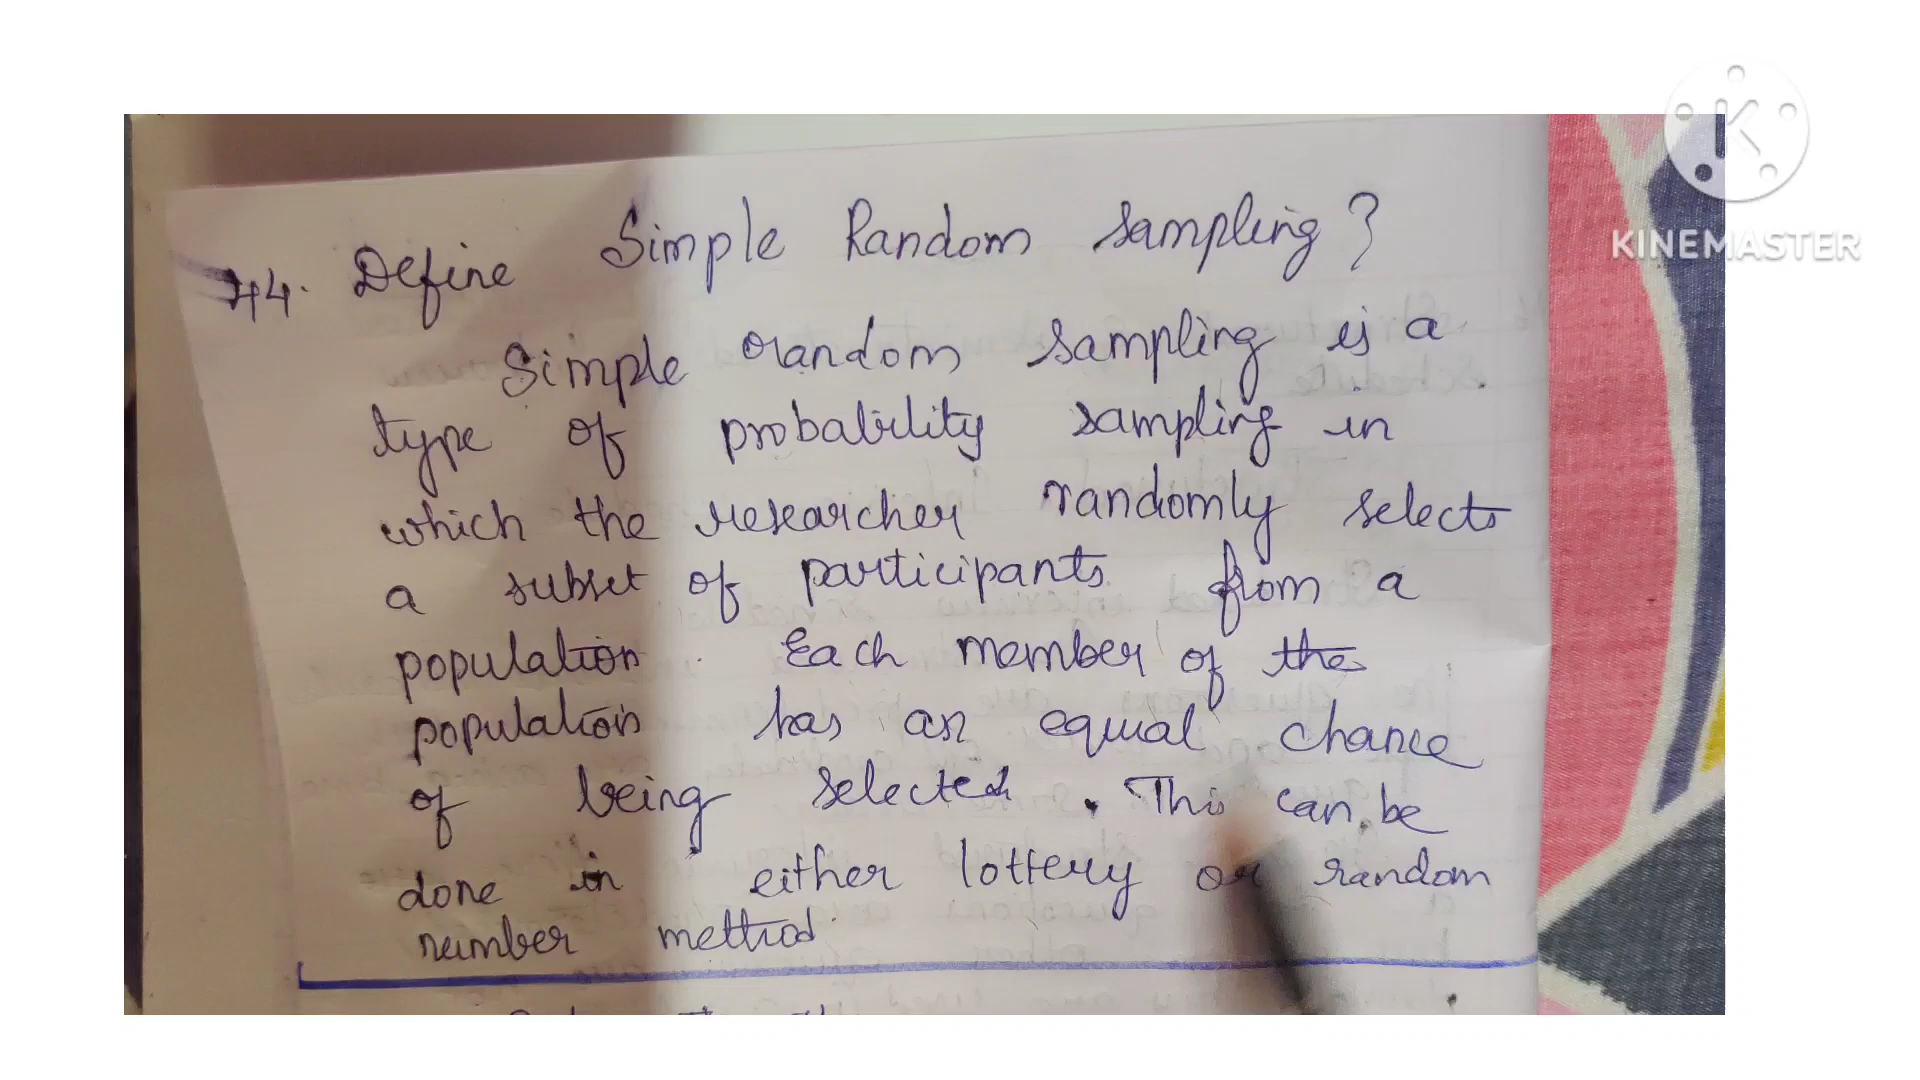 44. Define Simple Random Sampling?
Simple random sampling is a
type of probability sampling in
which the researcher randomly selects
a subset of participants from a
population. Each member of the
population has an equal chance
of being selected. This can be
done in either lottery or random
number method.
KINEMASTER